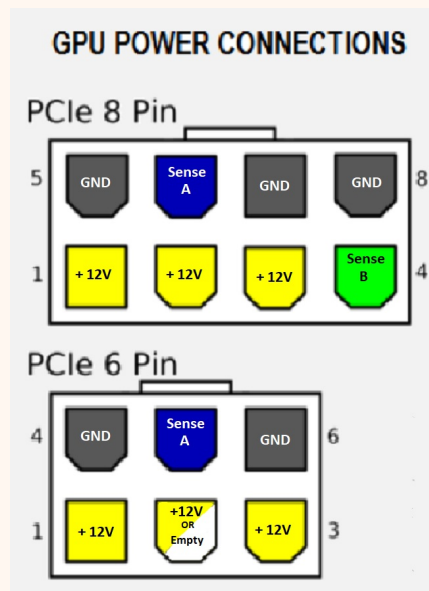 GPU POWER CONNECTIONS
PCIe 8 Pin
5 GND Sense A GND GND 8
1 + 12V + 12V + 12V Sense B 4
PCIe 6 Pin
4 GND Sense A GND 6
1 + 12V +12V OR Empty + 12V 3